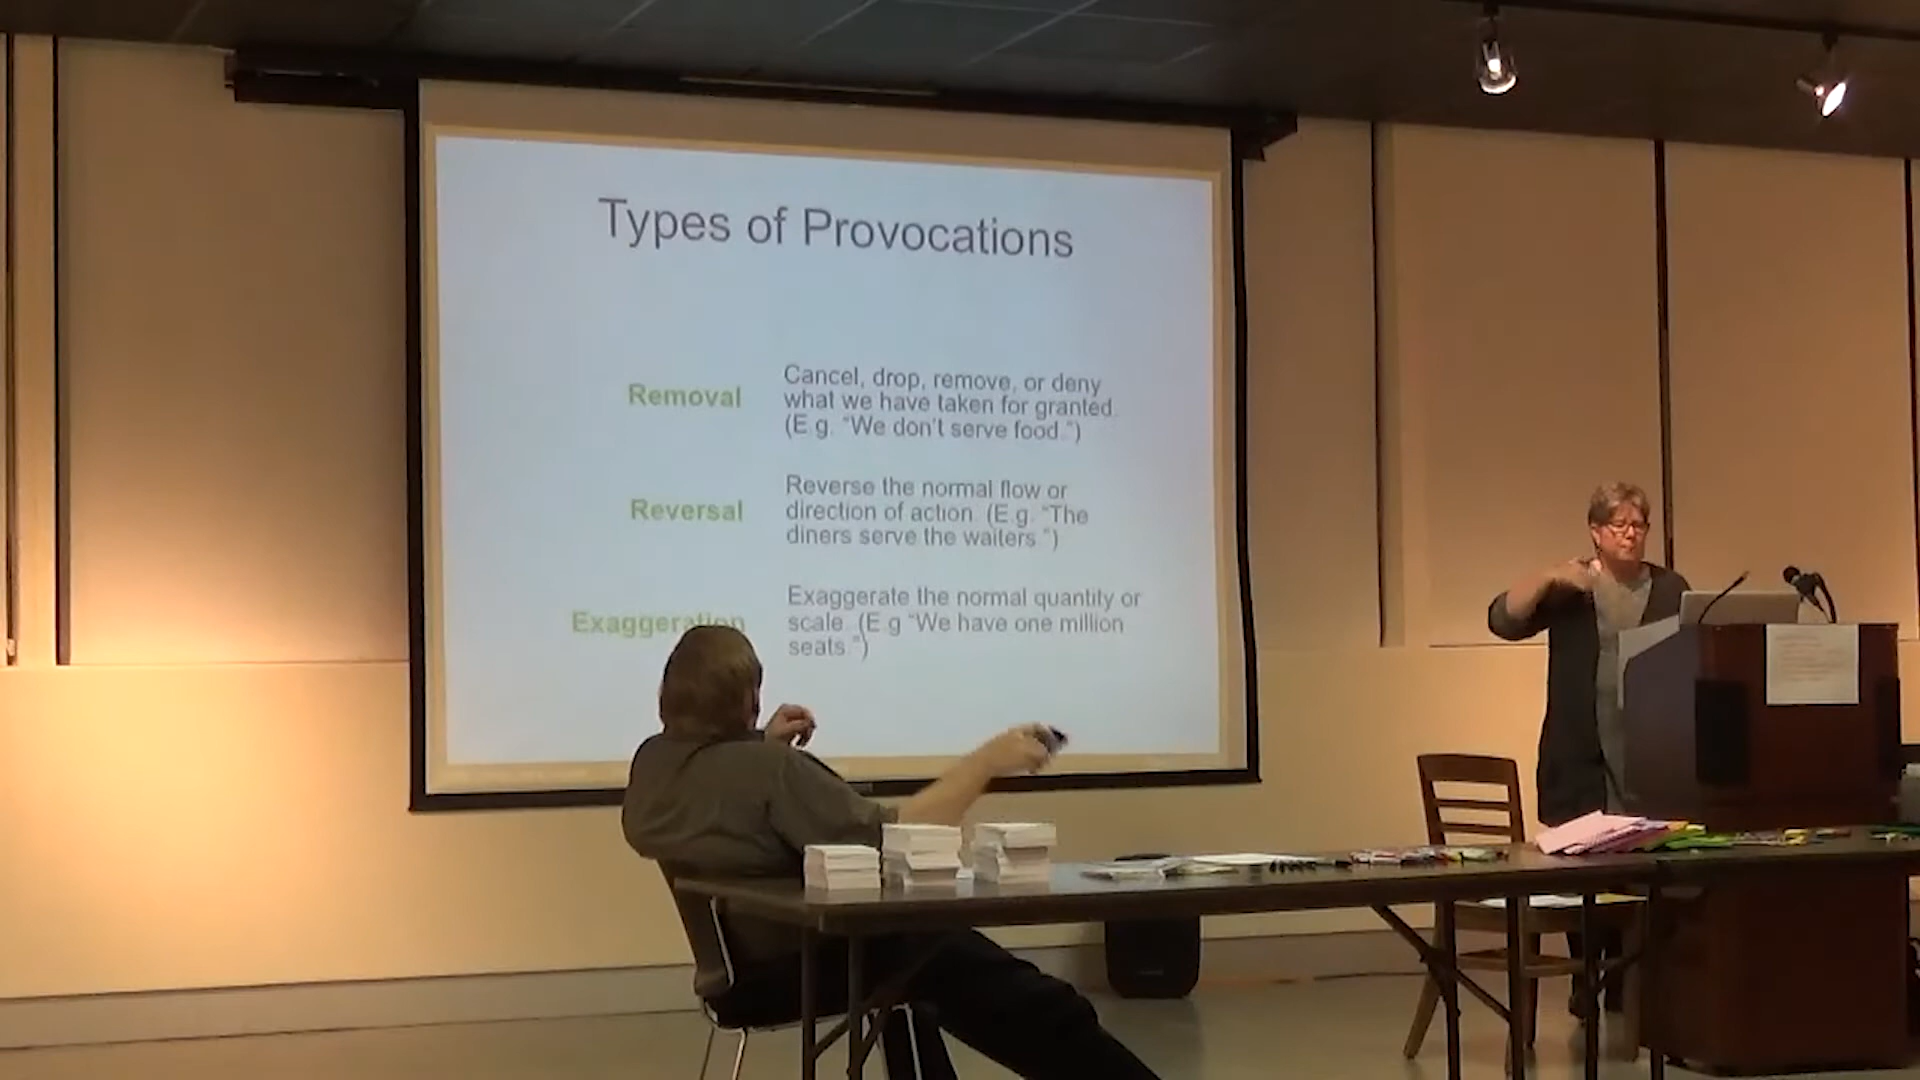 Types of Provocations
Removal
Cancel, drop, remove, or deny
what we have taken for granted.
(E.g. "We don't serve food.")
Reversal
Reverse the normal flow or
direction of action. (E.g. "The
diners serve the waiters.")
Exaggeration
Exaggerate the normal quantity or
scale. (E.g "We have one million
seats.")